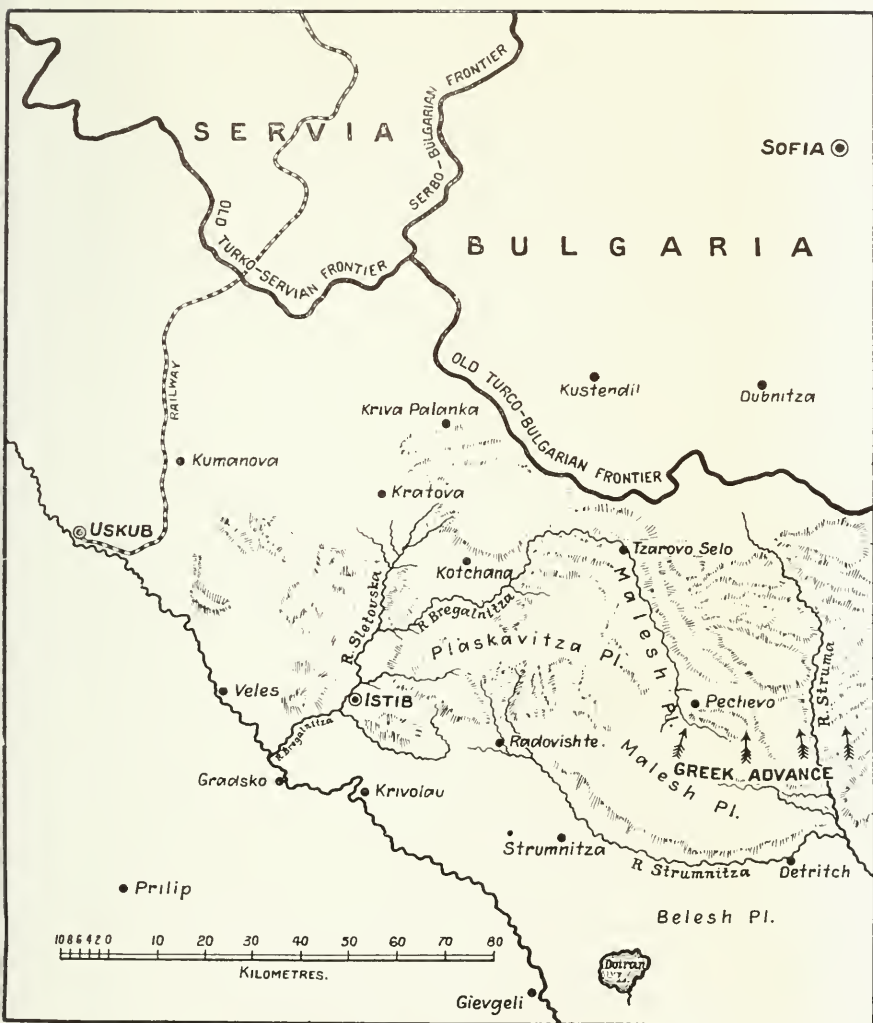 SERVIA
SERBO-BULGARIAN FRONTIER
SOFIA
BULGARIA
OLD TURKO-SERVIAN FRONTIER
RAILWAY
OLD TURCO-BULGARIAN FRONTIER
Kustendil
Dubnitza
Kriva Palanka
Kumanova
Kratova
USKUB
Tzarovo Selo
Kotchana
R. Sletovska
R. Bregalnitza
Malesh Pl.
Plaskavitza Pl.
R. Struma
Veles
ISTIB
Pechevo
R. Bregalnitza
Radovishte.
Malesh Pl.
GREEK ADVANCE
Gradsko
Krivolau
Strumnitza
R Strumnitza
Detritch
Prilip
Belesh Pl.
10 8 6 4 2 0 10 20 30 40 50 60 70 80
KILOMETRES.
Doiran
L.
Gievgeli